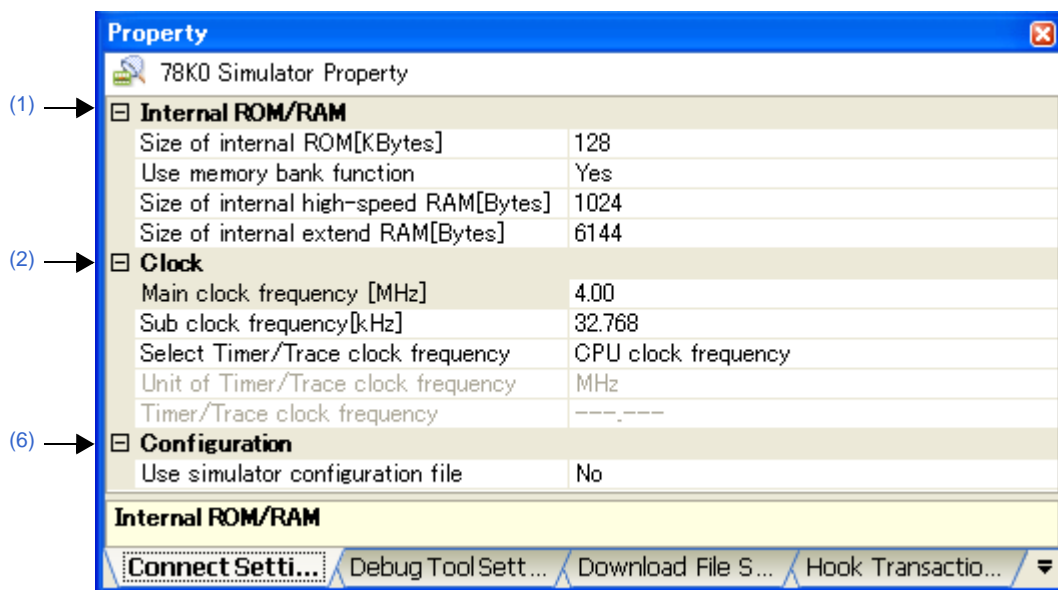 Property
78K0 Simulator Property
(1) Internal ROM/RAM
Size of internal ROM[KBytes] 128
Use memory bank function Yes
Size of internal high-speed RAM[Bytes] 1024
Size of internal extend RAM[Bytes] 6144
(2) Clock
Main clock frequency [MHz] 4.00
Sub clock frequency[kHz] 32.768
Select Timer/Trace clock frequency CPU clock frequency
Unit of Timer/Trace clock frequency MHz
Timer/Trace clock frequency ---.---
(6) Configuration
Use simulator configuration file No
Internal ROM/RAM
Connect Setti... Debug Tool Sett... Download File S... Hook Transactio...